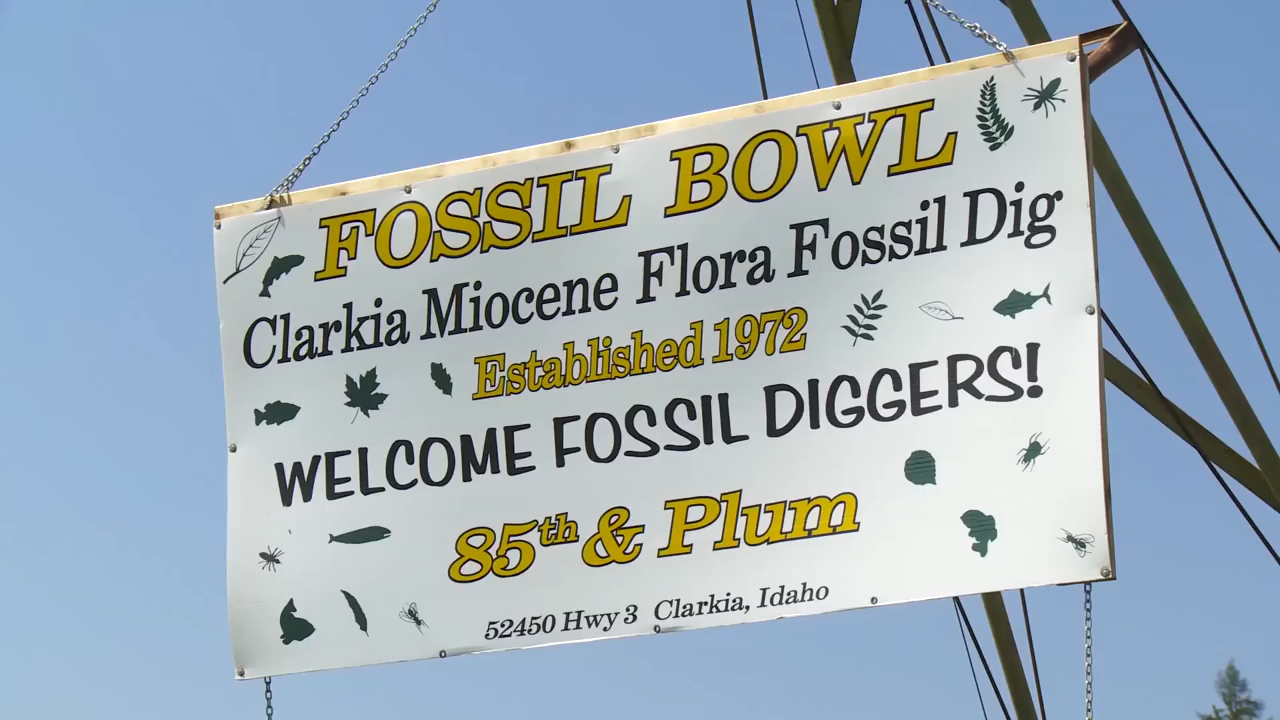 FOSSIL BOWL
Clarkia Miocene Flora Fossil Dig
Established 1972
WELCOME FOSSIL DIGGERS!
85th & Plum
52450 Hwy 3 Clarkia, Idaho